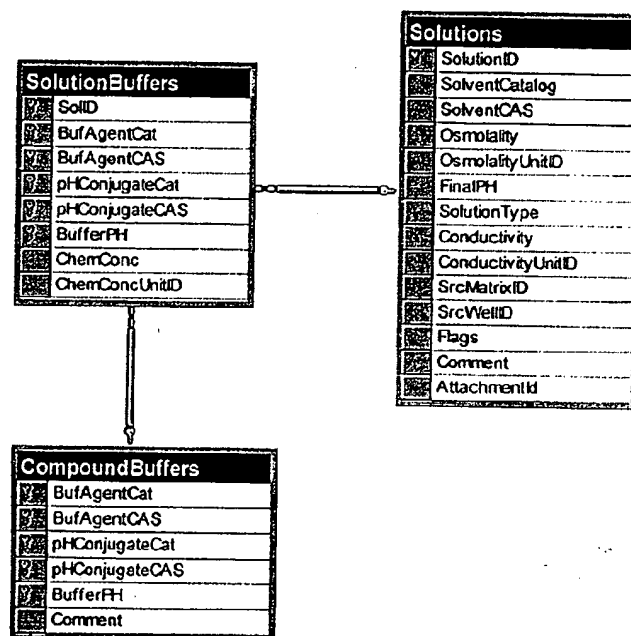 SolutionBuffers
SolID
BufAgentCat
BufAgentCAS
pHConjugateCat
pHConjugateCAS
BufferPH
ChemConc
ChemConcUnitID
Solutions
SolutionID
SolventCatalog
SolventCAS
Osmolality
OsmolalityUnitID
FinalPH
SolutionType
Conductivity
ConductivityUnitID
SrcMatrixID
SrcWellID
Flags
Comment
AttachmentId
CompoundBuffers
BufAgentCat
BufAgentCAS
pHConjugateCat
pHConjugateCAS
BufferPH
Comment